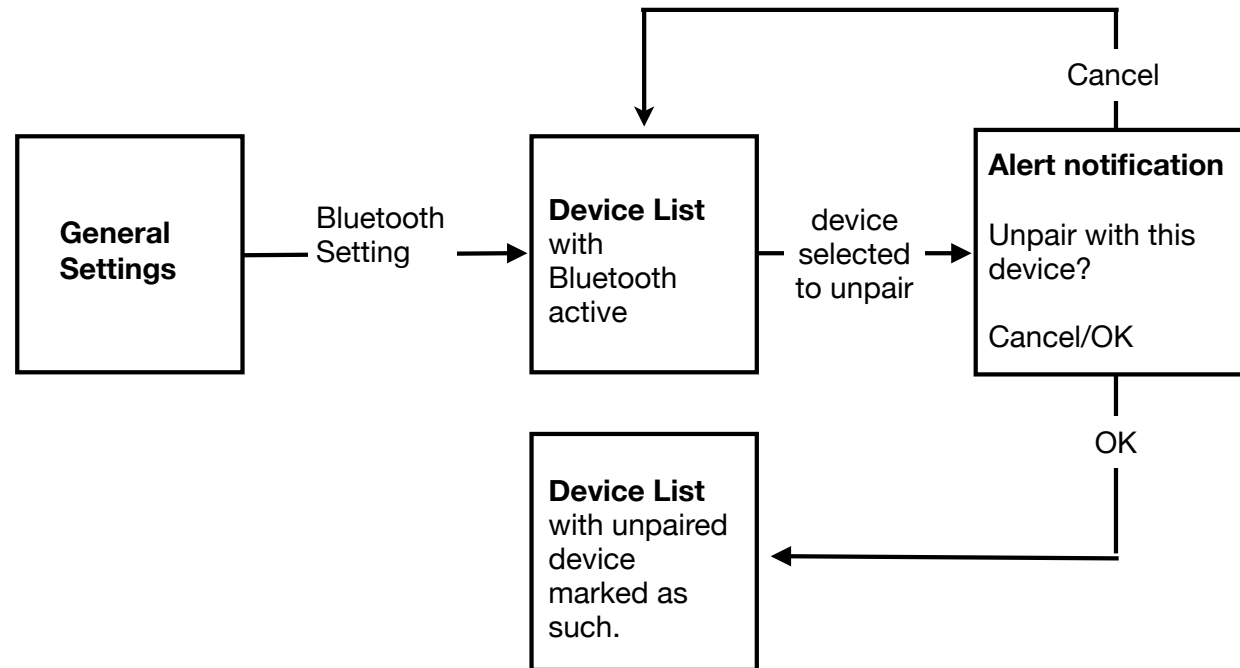 Cancel
General
Settings
Bluetooth
Setting
Device List
with
Bluetooth
active
device
selected
to unpair
Alert notification
Unpair with this
device?
Cancel/OK
OK
Device List
with unpaired
device
marked as
such.